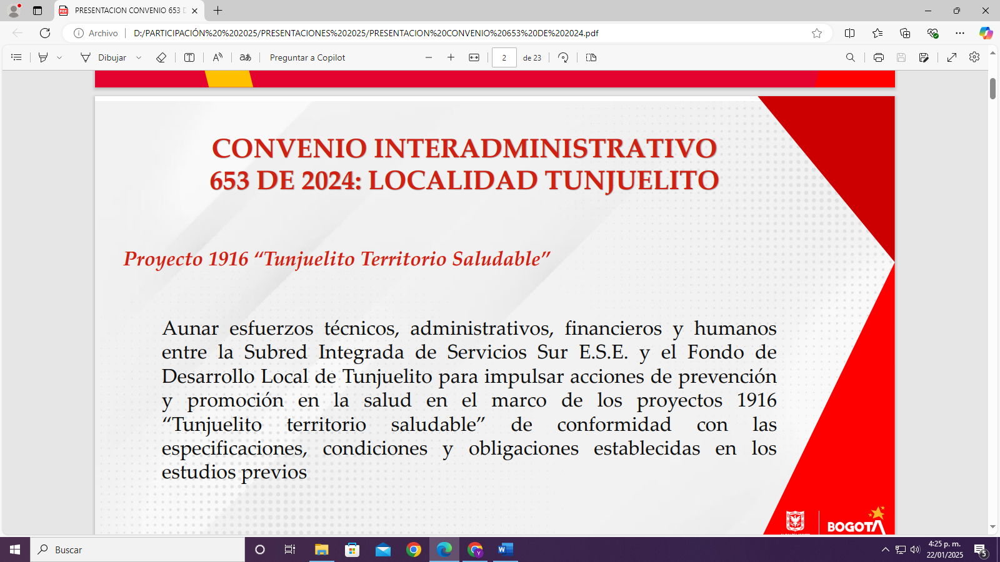 PRESENTACION CONVENIO 653 D
Archivo
D:/PARTICIPACIÓN%20%202025/PRESENTACIONES%202025/PRESENTACION%20CONVENIO%20653%20DE%202024.pdf
Dibujar
Preguntar a Copilot
2
de 23
CONVENIO INTERADMINISTRATIVO
653 DE 2024: LOCALIDAD TUNJUELITO
Proyecto 1916 “Tunjuelito Territorio Saludable”
Aunar esfuerzos técnicos, administrativos, financieros y humanos
entre la Subred Integrada de Servicios Sur E.S.E. y el Fondo de
Desarrollo Local de Tunjuelito para impulsar acciones de prevención
y promoción en la salud en el marco de los proyectos 1916
“Tunjuelito territorio saludable” de conformidad con las
especificaciones, condiciones y obligaciones establecidas en los
estudios previos
BOGOTÁ
Buscar
4:25 p. m.
22/01/2025
5